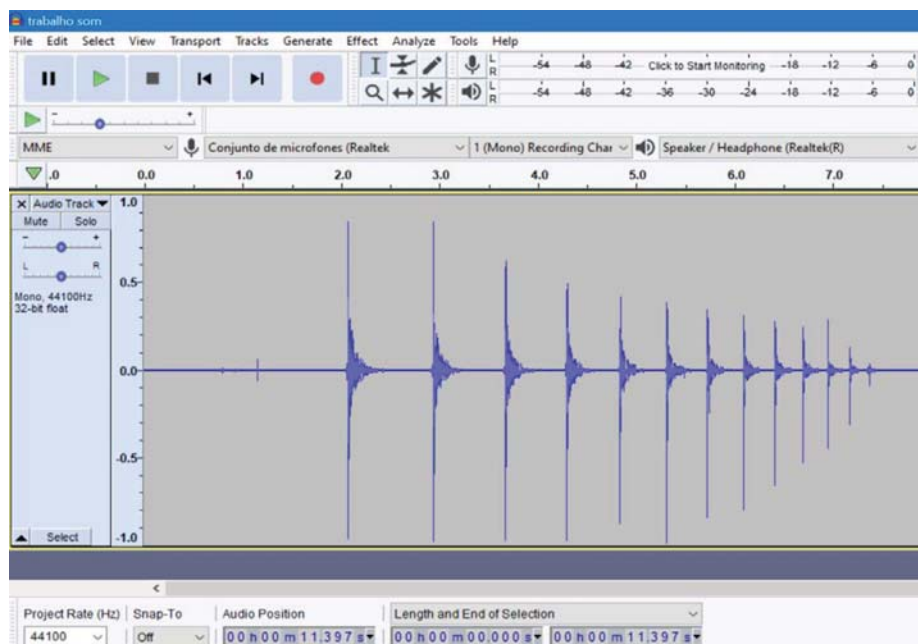 trabalho som
File Edit Select View Transport Tracks Generate Effect Analyze Tools Help
L R -54 -48 -42 Click to Start Monitoring -18 -12 -6 0
L R -54 -48 -42 -36 -30 -24 -18 -12 -6 0
- +
MME Conjunto de microfones (Realtek 1 (Mono) Recording Char Speaker / Headphone (Realtek(R)
.0 0.0 1.0 2.0 3.0 4.0 5.0 6.0 7.0
X Audio Track 1.0
Mute Solo
- +
L R 0.5
Mono, 44100Hz
32-bit float
0.0
-0.5
Select -1.0
Project Rate (Hz) Snap-To Audio Position Length and End of Selection
44100 Off 00 h 00 m 11.397 s 00 h 00 m 00.000 s 00 h 00 m 11.397 s